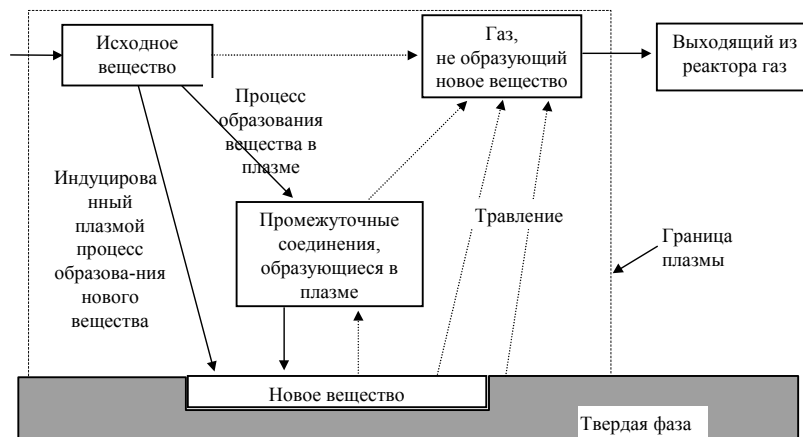 Исходное
вещество
Газ,
не образующий
новое вещество
Выходящий из
реактора газ
Процесс
образования
вещества в
плазме
Индуцирова
нный
плазмой
процесс
образова-ния
нового
вещества
Промежуточные
соединения,
образующиеся в
плазме
Травление
Граница
плазмы
Новое вещество
Твердая фаза